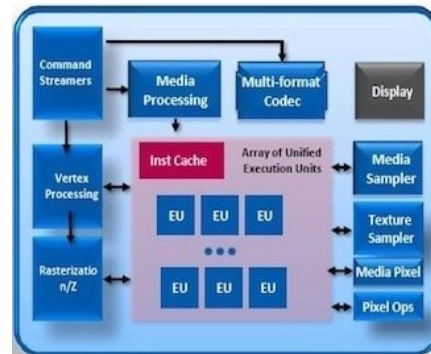 Command
Streamers
Media
Processing
Multi-format
Codec
Display
Inst Cache
Array of Unified
Execution Units
Vertex
Processing
Media
Sampler
EU EU EU
Texture
Sampler
Rasterizatio
n/Z
EU EU EU
Media Pixel
Pixel Ops